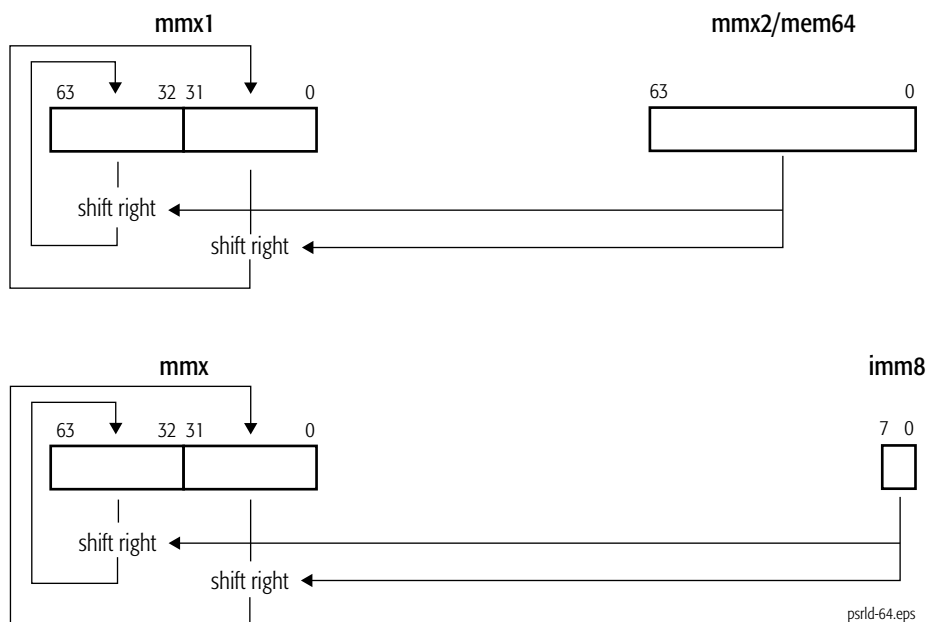 mmx1 mmx2/mem64
63 32 31 0 63 0
shift right
shift right
mmx imm8
63 32 31 0 7 0
shift right
shift right
psrld-64.eps